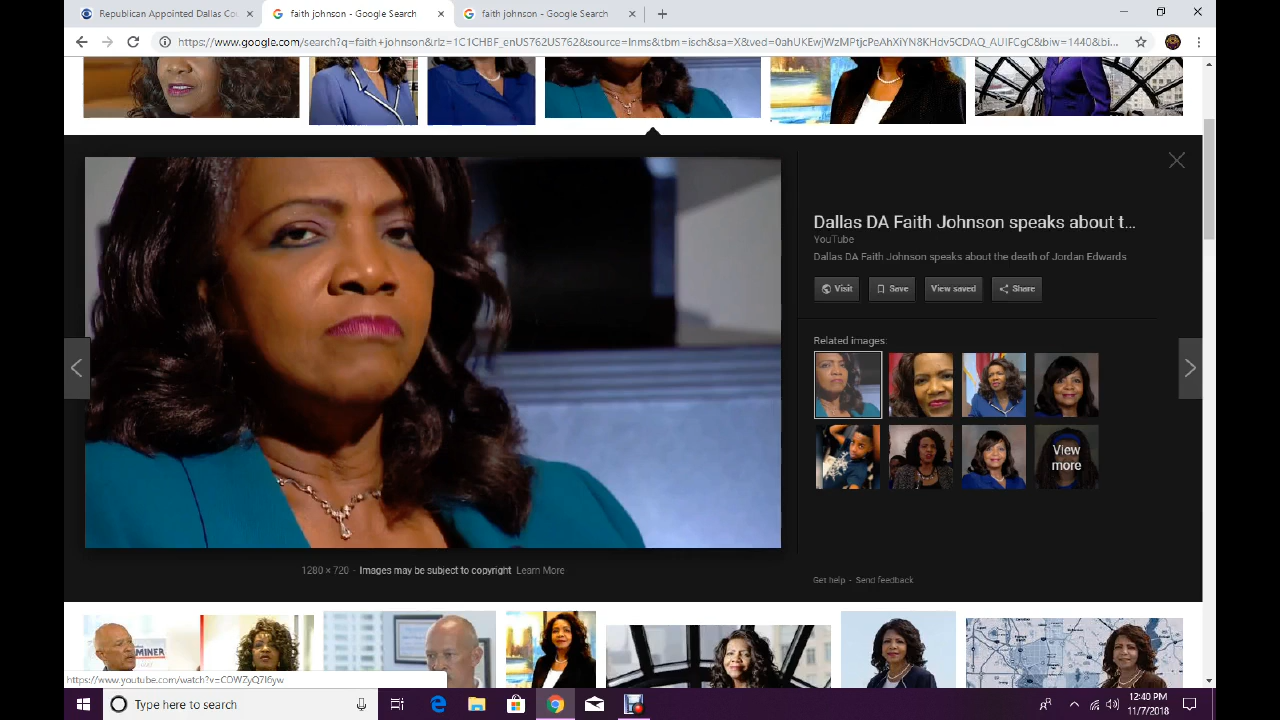 Republican Appointed Dallas Co
faith johnson - Google Search
faith johnson - Google Search
https://www.google.com/search?q=faith+johnson&rlz=1C1CHBF_enUS762US762&source=lnms&tbm=isch&sa=X&ved=0ahUKEwjWzMPtjcPeAhXiYN8KHdv5CDAQ_AUIFCgC&biw=1440&bi...
Dallas DA Faith Johnson speaks about t...
YouTube
Dallas DA Faith Johnson speaks about the death of Jordan Edwards
Visit Save View saved Share
Related images:
View
more
1280 × 720 - Images may be subject to copyright Learn More
Get help - Send feedback
MINER
https://www.youtube.com/watch?v=CDWZyQ7I6yw
Type here to search
12:40 PM
11/7/2018